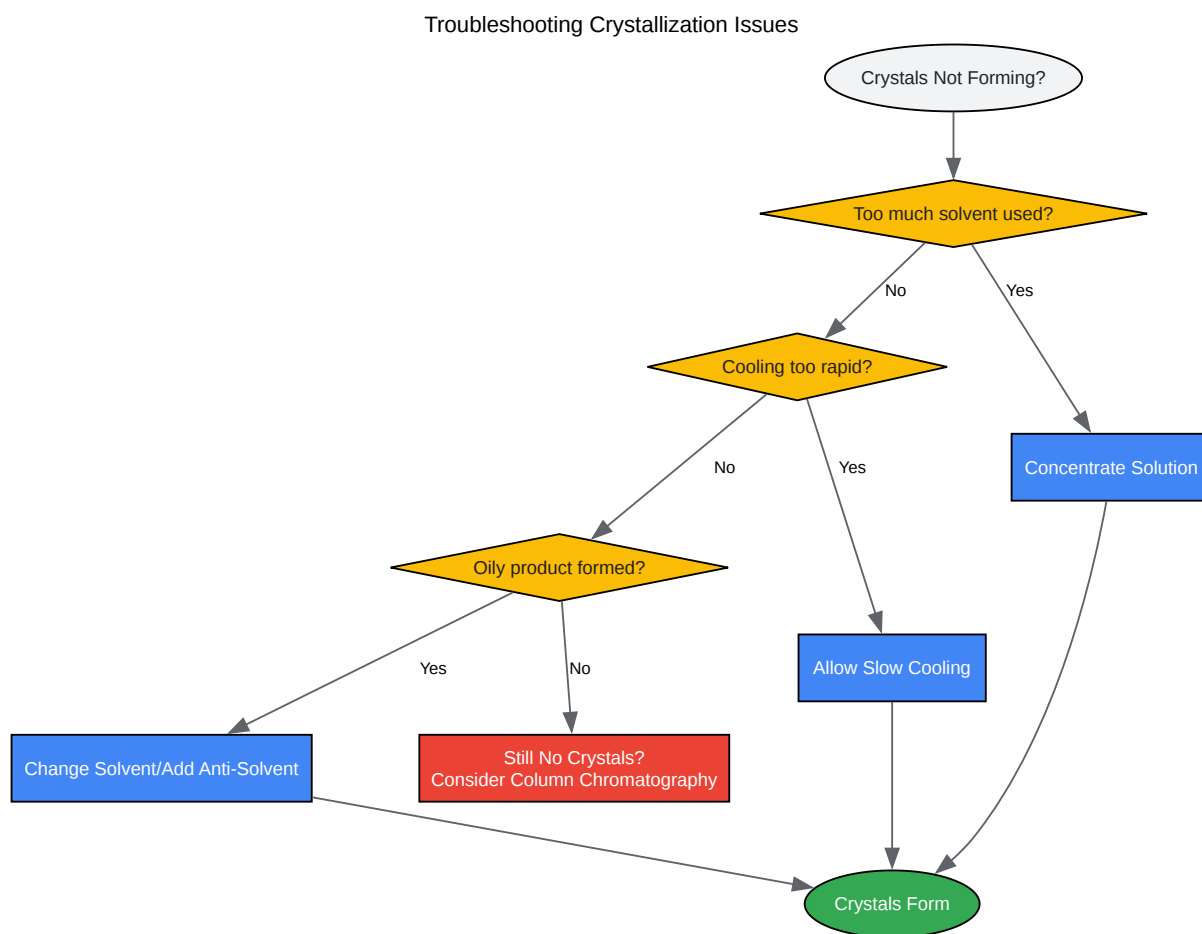 Troubleshooting Crystallization Issues
Crystals Not Forming?
Too much solvent used?
No
Yes
Cooling too rapid?
Concentrate Solution
No
Yes
Oily product formed?
Allow Slow Cooling
Yes
No
Change Solvent/Add Anti-Solvent
Still No Crystals?
Consider Column Chromatography
Crystals Form